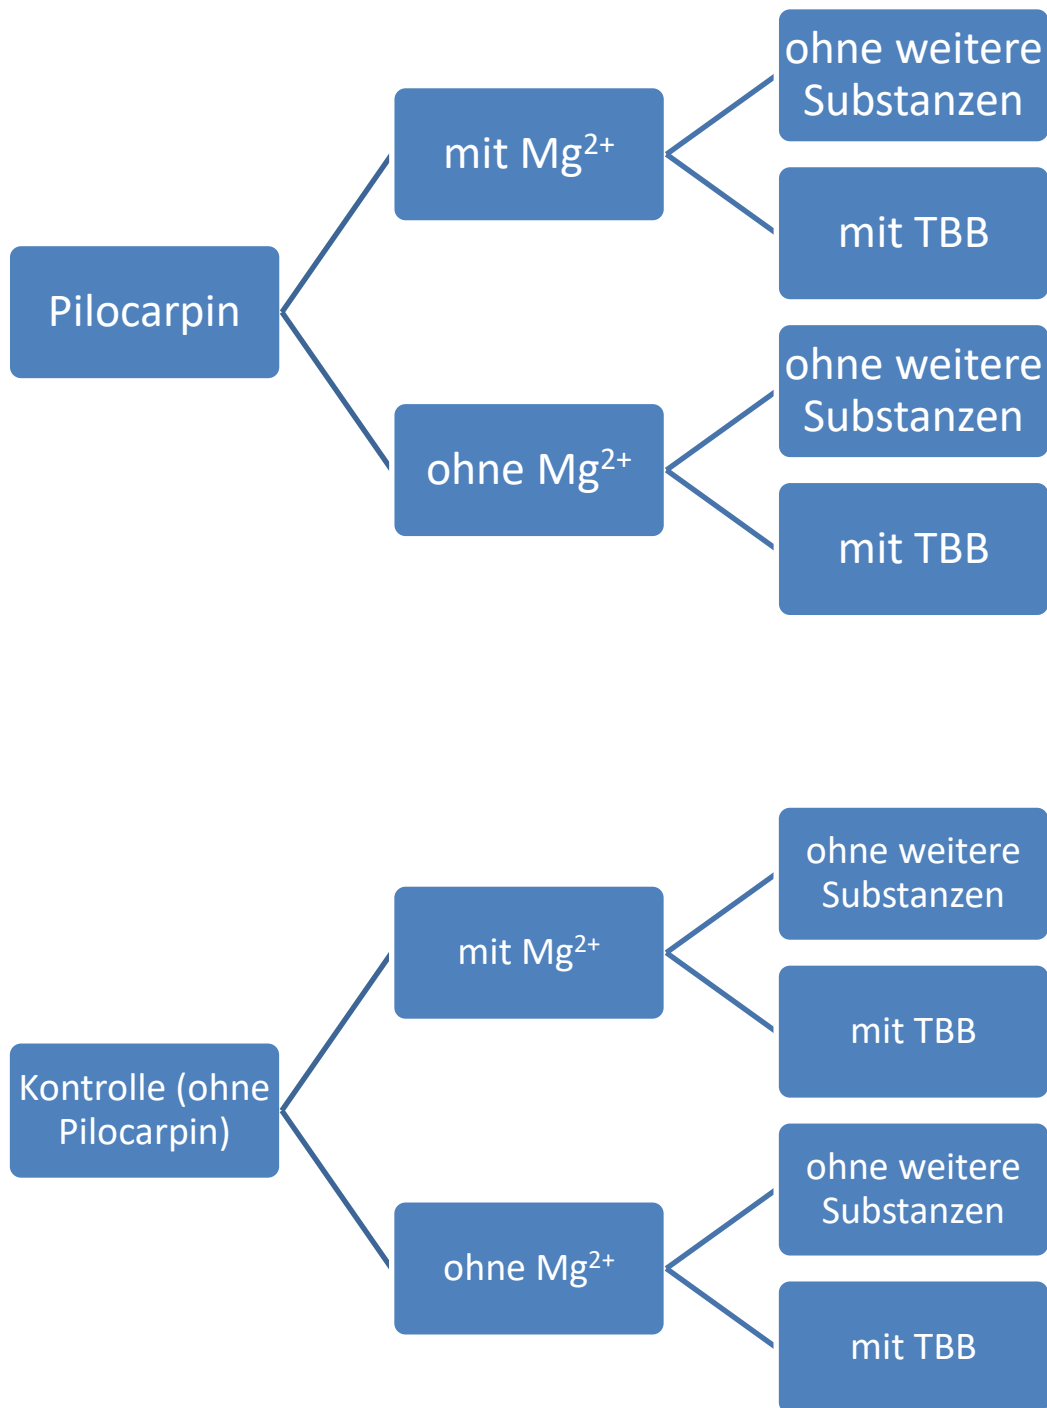 Pilocarpin
mit Mg²⁺
ohne weitere
Substanzen
mit TBB
ohne Mg²⁺
ohne weitere
Substanzen
mit TBB
Kontrolle (ohne
Pilocarpin)
mit Mg²⁺
ohne weitere
Substanzen
mit TBB
ohne Mg²⁺
ohne weitere
Substanzen
mit TBB